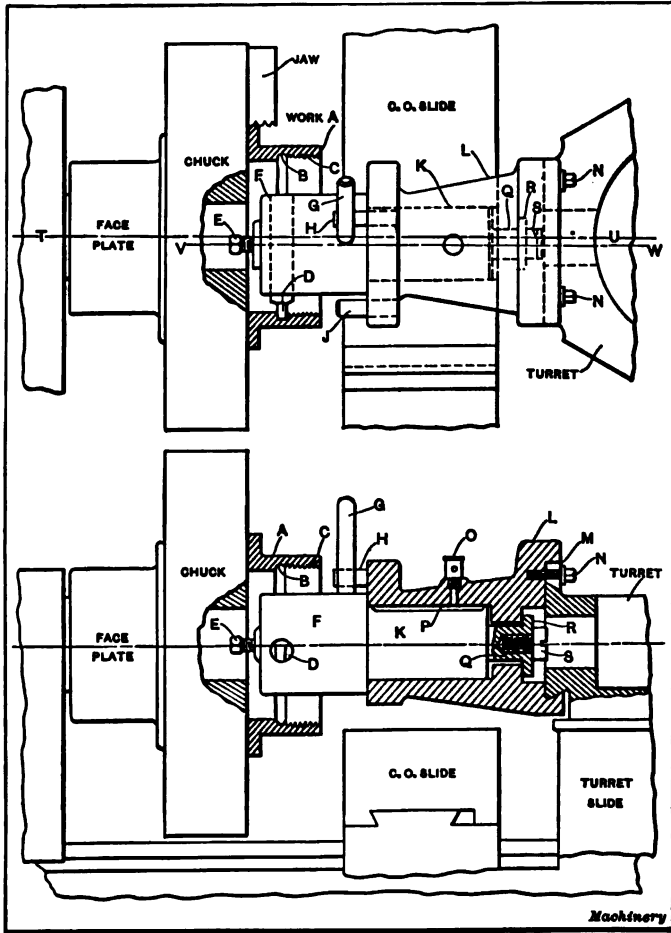 JAW
C. O. SLIDE
WORK A
CHUCK
B
C
F
G
K
L
N
Q
R
S
E
H
T
FACE
PLATE
V
U
W
D
N
J
TURRET
G
A
C
O
L
H
M
N
CHUCK
B
TURRET
E
F
P
K
R
FACE
PLATE
D
Q
S
C. O. SLIDE
TURRET
SLIDE
Machinery